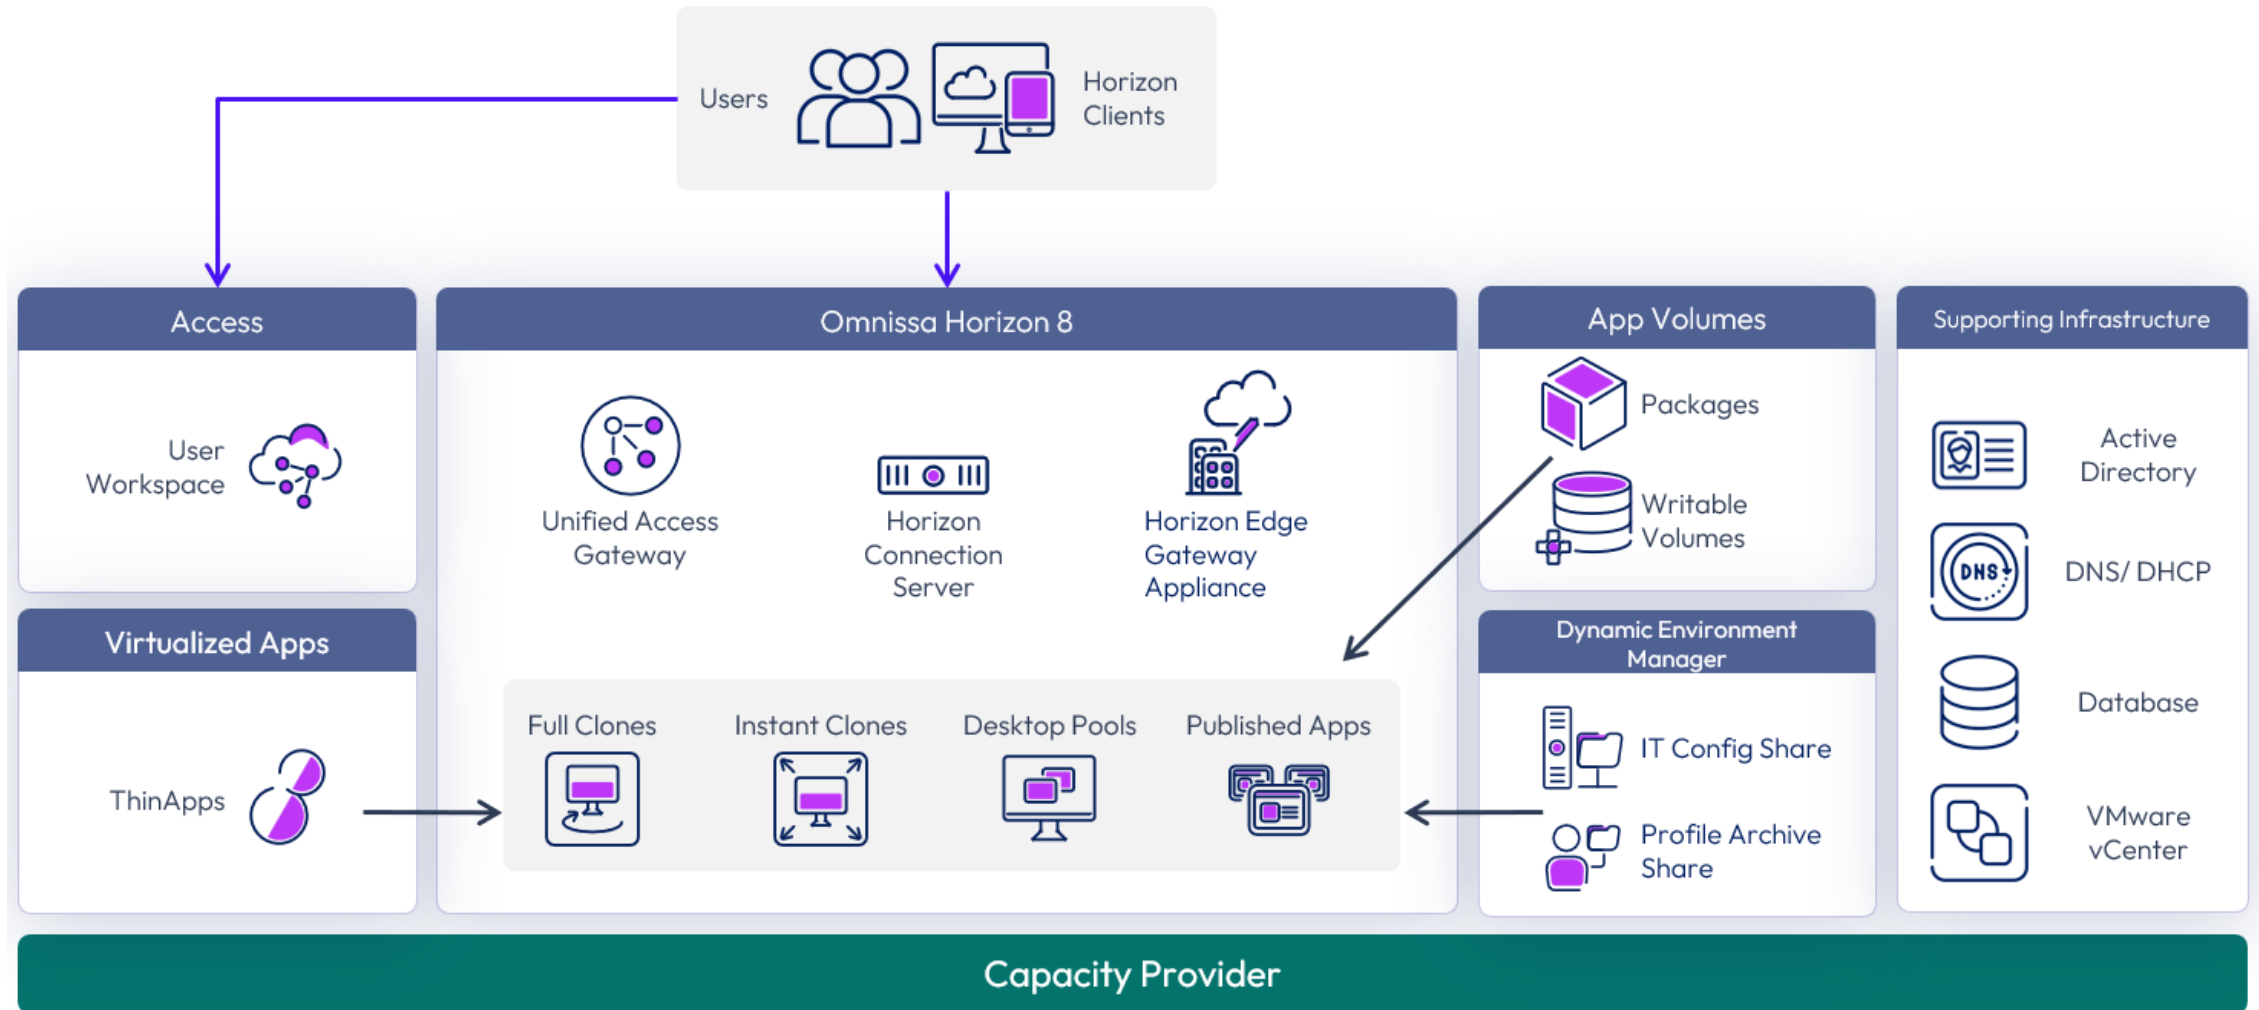 Users
Horizon
Clients
Access
User
Workspace
Virtualized Apps
ThinApps
Omnissa Horizon 8
Unified Access
Gateway
Horizon
Connection
Server
Horizon Edge
Gateway
Appliance
Full Clones
Instant Clones
Desktop Pools
Published Apps
App Volumes
Packages
Writable
Volumes
Dynamic Environment
Manager
IT Config Share
Profile Archive
Share
Supporting Infrastructure
Active
Directory
DNS
DNS/ DHCP
Database
VMware
vCenter
Capacity Provider